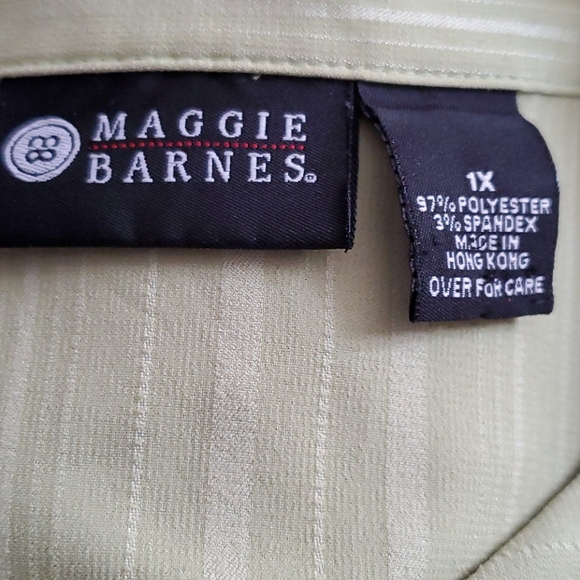 MAGGIE
BARNES
1X
97% POLYESTER
3% SPANDEX
MADE IN
HONG KONG
OVER FOR CARE